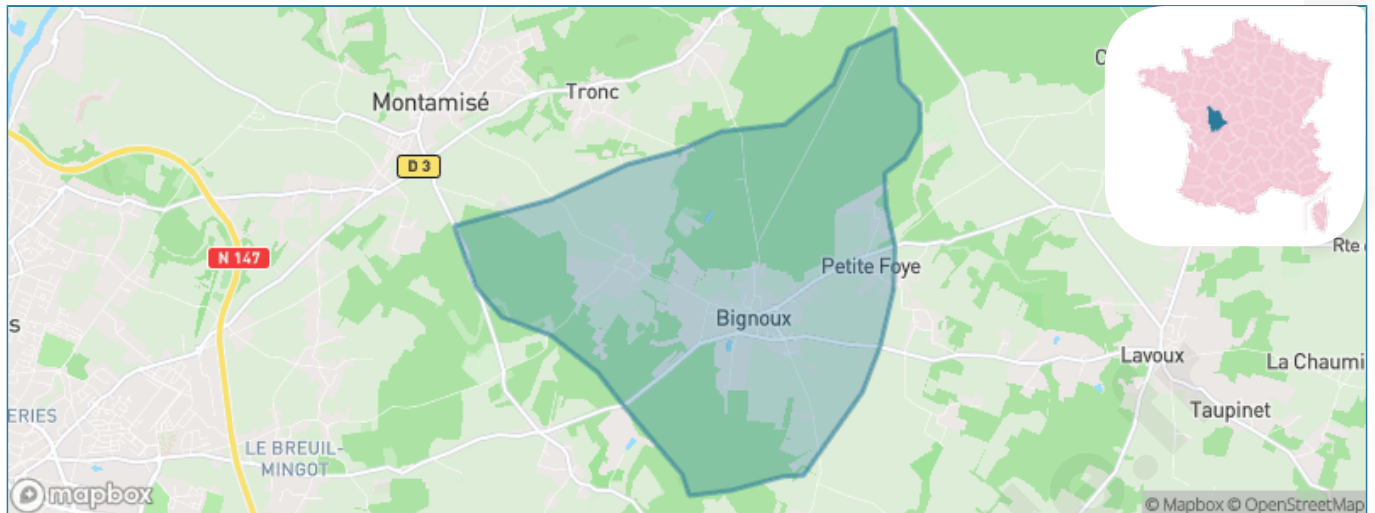 Montamisé
Tronc
D 3
N 147
Petite Foye
Bignoux
Lavoux
La Chaumi
Taupinet
Rte
C
s
ERIES
LE BREUIL-
MINGOT
mapbox
© Mapbox © OpenStreetMap